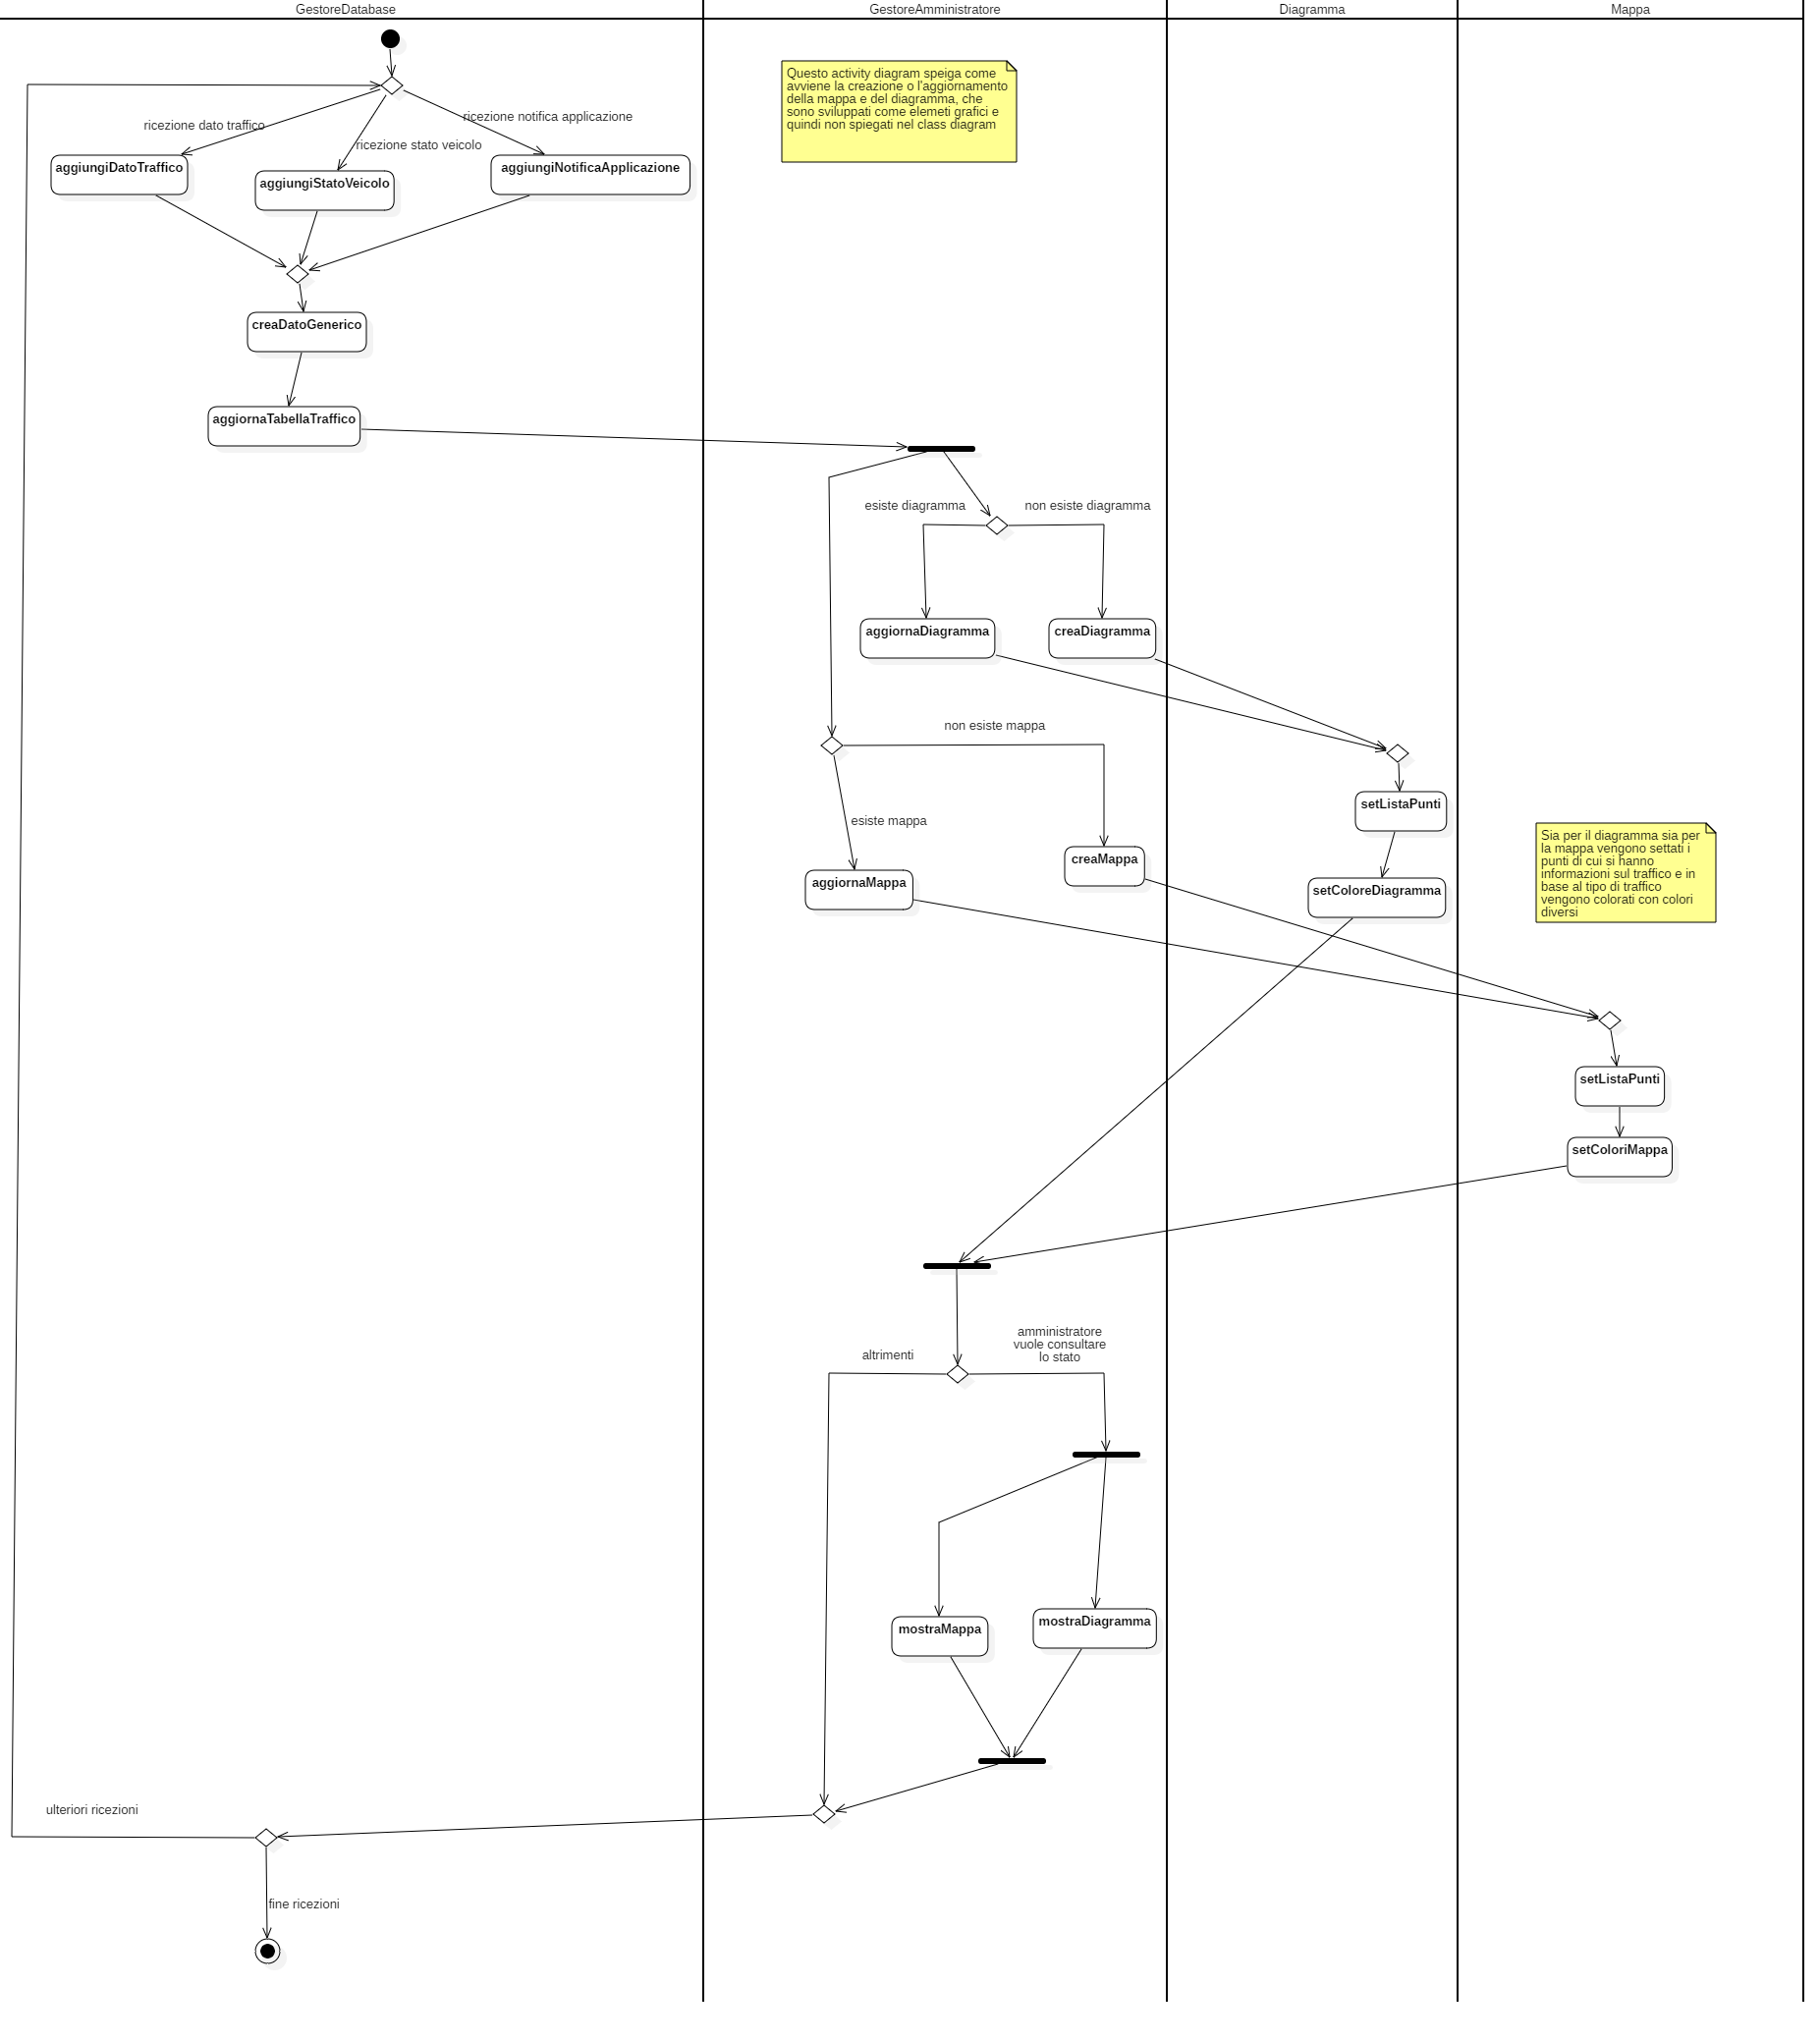 GestoreDatabase
GestoreAmministratore
Diagramma
Mappa
Questo activity diagram speiga come
avviene la creazione o l'aggiornamento
della mappa e del diagramma, che
sono sviluppati come elemeti grafici e
quindi non spiegati nel class diagram
ricezione dato traffico
ricezione stato veicolo
ricezione notifica applicazione
aggiungiDatoTraffico
aggiungiStatoVeicolo
aggiungiNotificaApplicazione
creaDatoGenerico
aggiornaTabellaTraffico
esiste diagramma
non esiste diagramma
aggiornaDiagramma
creaDiagramma
non esiste mappa
esiste mappa
aggiornaMappa
creaMappa
setListaPunti
setColoreDiagramma
Sia per il diagramma sia per
la mappa vengono settati i
punti di cui si hanno
informazioni sul traffico e in
base al tipo di traffico
vengono colorati con colori
diversi
setListaPunti
setColoriMappa
altrimenti
amministratore
vuole consultare
lo stato
mostraMappa
mostraDiagramma
ulteriori ricezioni
fine ricezioni